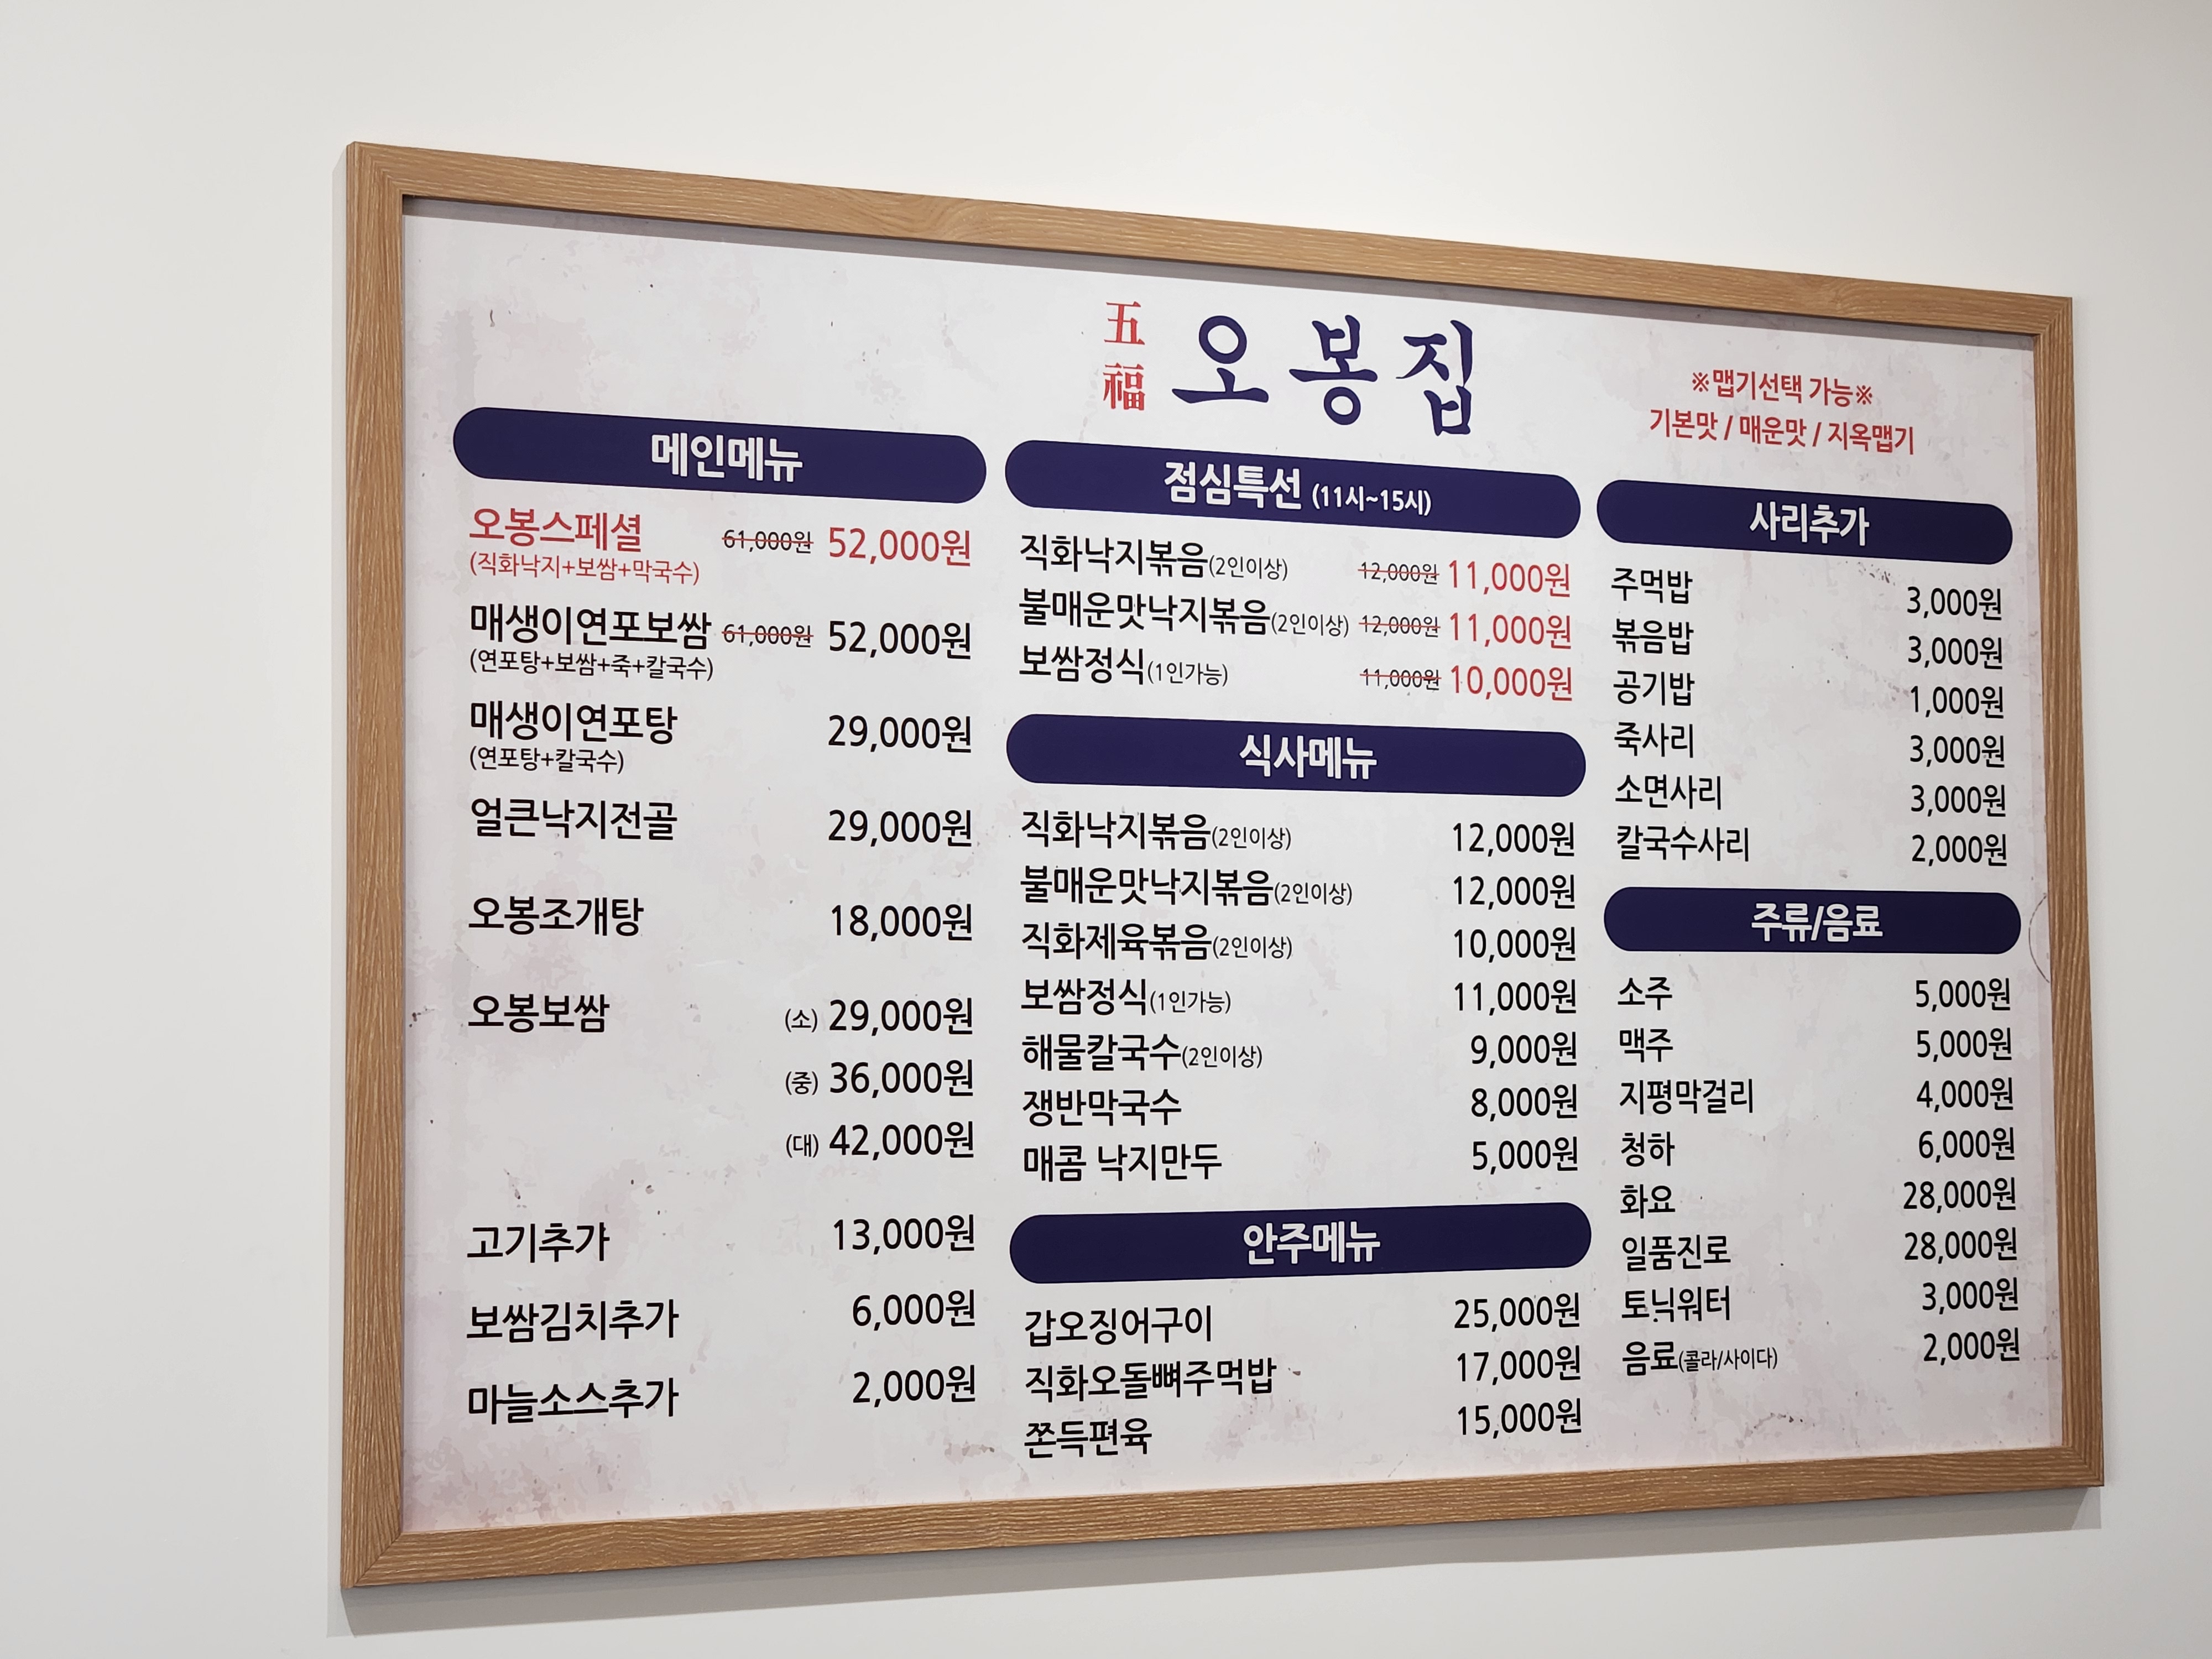 五福 오봉집
※맵기선택 가능※
기본맛 / 매운맛 / 지옥맵기
메인메뉴
오봉스페셜 61,000원 52,000원
(직화낙지+보쌈+막국수)
매생이연포보쌈 61,000원 52,000원
(연포탕+보쌈+죽+칼국수)
매생이연포탕 29,000원
(연포탕+칼국수)
얼큰낙지전골 29,000원
오봉조개탕 18,000원
오봉보쌈 (소) 29,000원
(중) 36,000원
(대) 42,000원
고기추가 13,000원
보쌈김치추가 6,000원
마늘소스추가 2,000원
점심특선 (11시~15시)
직화낙지볶음(2인이상) 12,000원 11,000원
불매운맛낙지볶음(2인이상) 12,000원 11,000원
보쌈정식(1인가능) 11,000원 10,000원
식사메뉴
직화낙지볶음(2인이상) 12,000원
불매운맛낙지볶음(2인이상) 12,000원
직화제육볶음(2인이상) 10,000원
보쌈정식(1인가능) 11,000원
해물칼국수(2인이상) 9,000원
쟁반막국수 8,000원
매콤 낙지만두 5,000원
안주메뉴
갑오징어구이 25,000원
직화오돌뼈주먹밥 17,000원
쫀득편육 15,000원
사리추가
주먹밥 3,000원
볶음밥 3,000원
공기밥 1,000원
죽사리 3,000원
소면사리 3,000원
칼국수사리 2,000원
주류/음료
소주 5,000원
맥주 5,000원
지평막걸리 4,000원
청하 6,000원
화요 28,000원
일품진로 28,000원
토닉워터 3,000원
음료(콜라/사이다) 2,000원